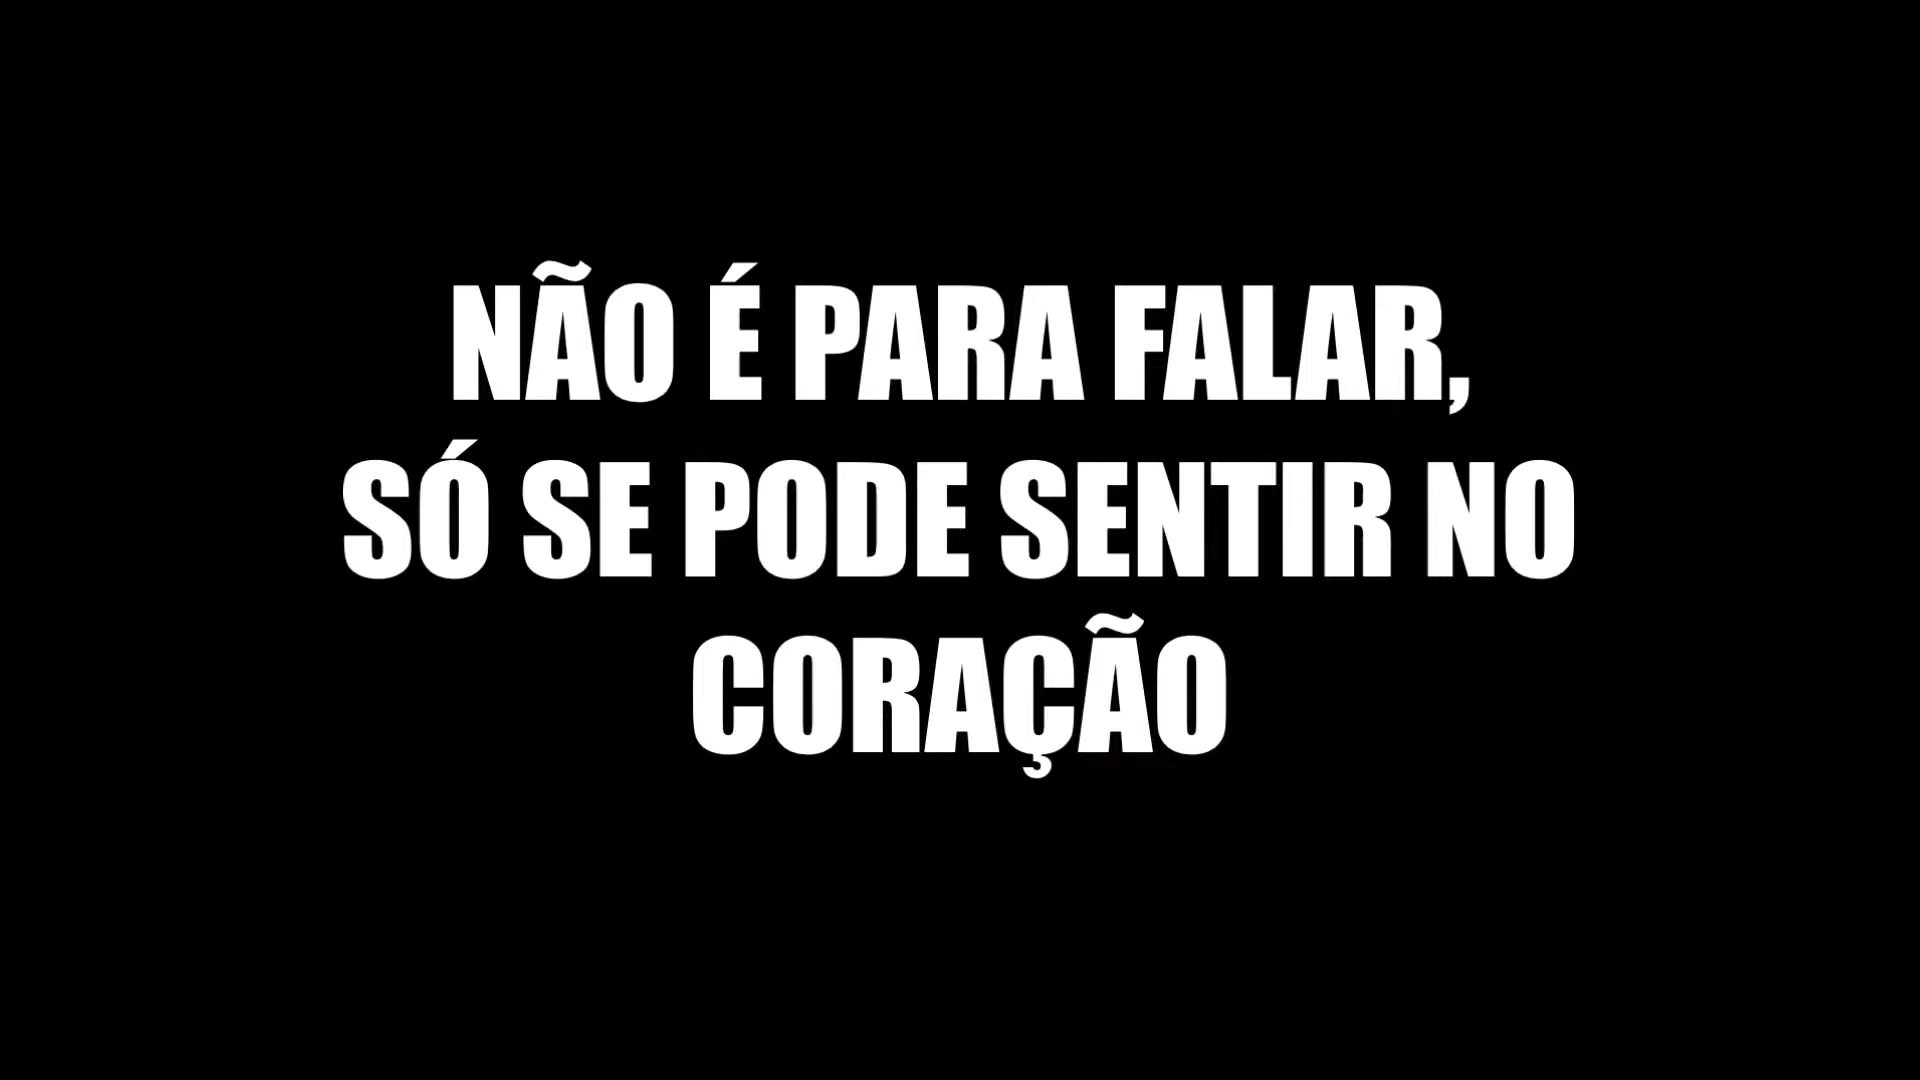 NÃO É PARA FALAR,
SÓ SE PODE SENTIR NO
CORAÇÃO